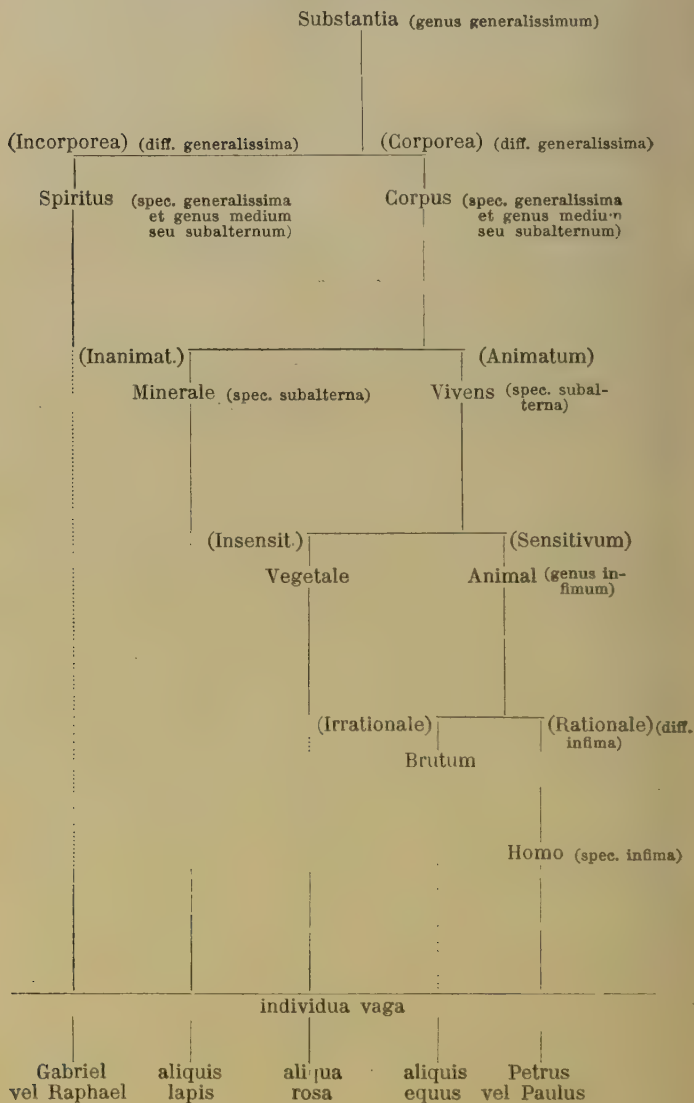 Substantia (genus generalissimum)
(Incorporea) (diff. generalissima) (Corporea) (diff. generalissima)
Spiritus (spec. generalissima et genus medium seu subalternum)
Corpus (spec. generalissima et genus medium seu subalternum)
(Inanimat.) (Animatum)
Minerale (spec. subalterna) Vivens (spec. subal-
terna)
(Insensit.) (Sensitivum)
Vegetale Animal (genus in-
fimum)
(Irrationale) (Rationale) (diff.
infima)
Brutum
Homo (spec. infima)
individua vaga
Gabriel vel Raphael
aliquis lapis
aliqua rosa
aliquis equus
Petrus vel Paulus